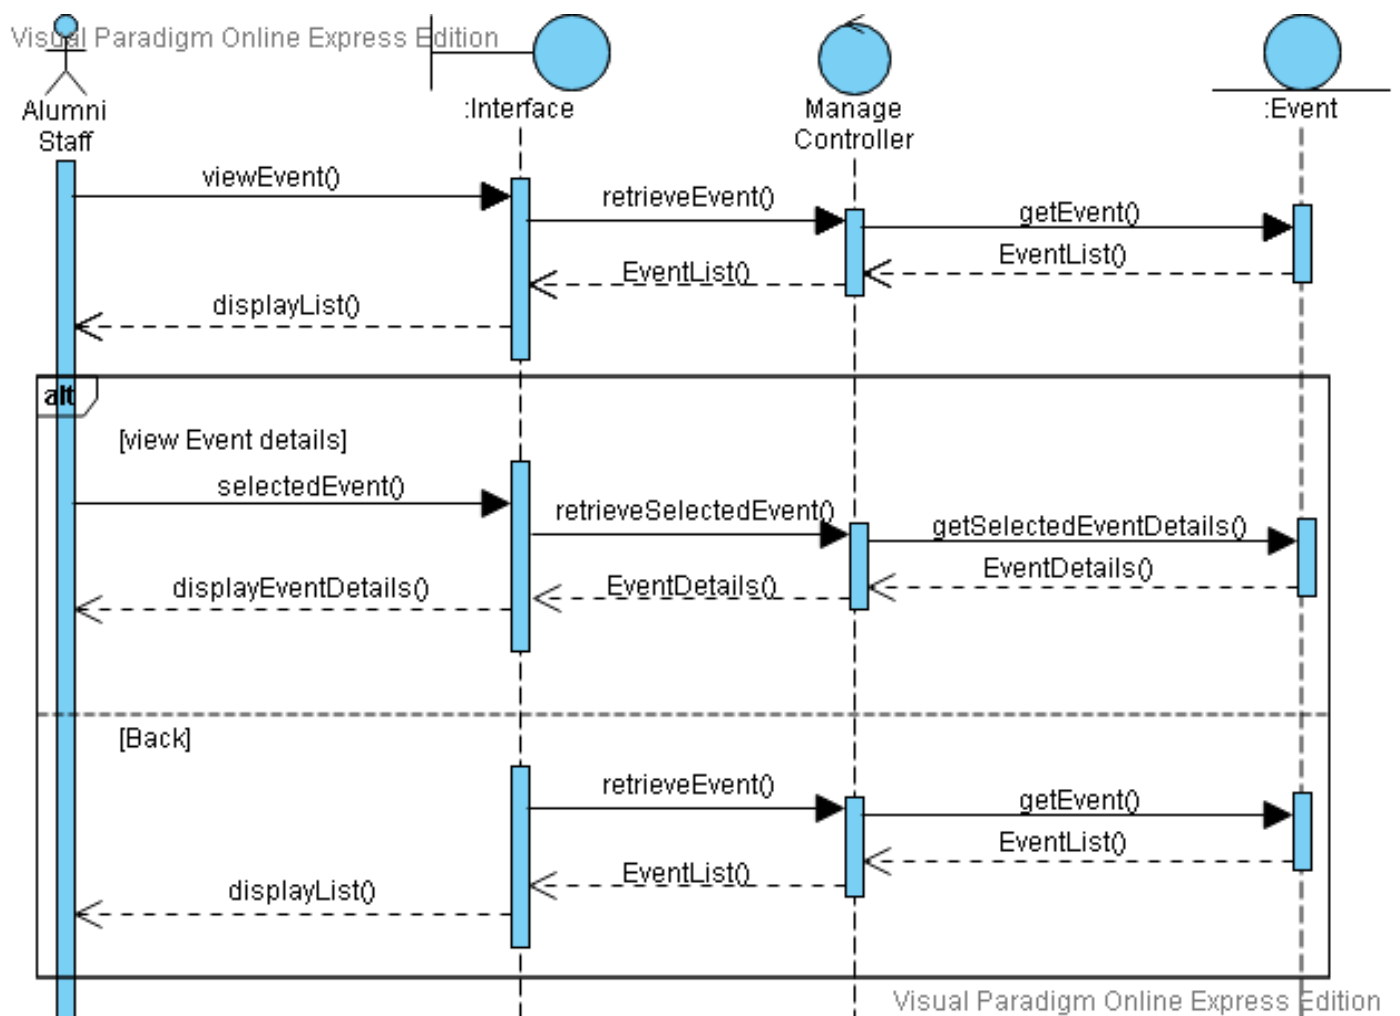 Visual Paradigm Online Express Edition
Alumni
Staff
:Interface
Manage
Controller
:Event
viewEvent()
retrieveEvent()
getEvent()
EventList()
EventList()
displayList()
alt
[view Event details]
selectedEvent()
retrieveSelectedEvent()
getSelectedEventDetails()
EventDetails()
EventDetails()
displayEventDetails()
[Back]
retrieveEvent()
getEvent()
EventList()
EventList()
displayList()
Visual Paradigm Online Express Edition